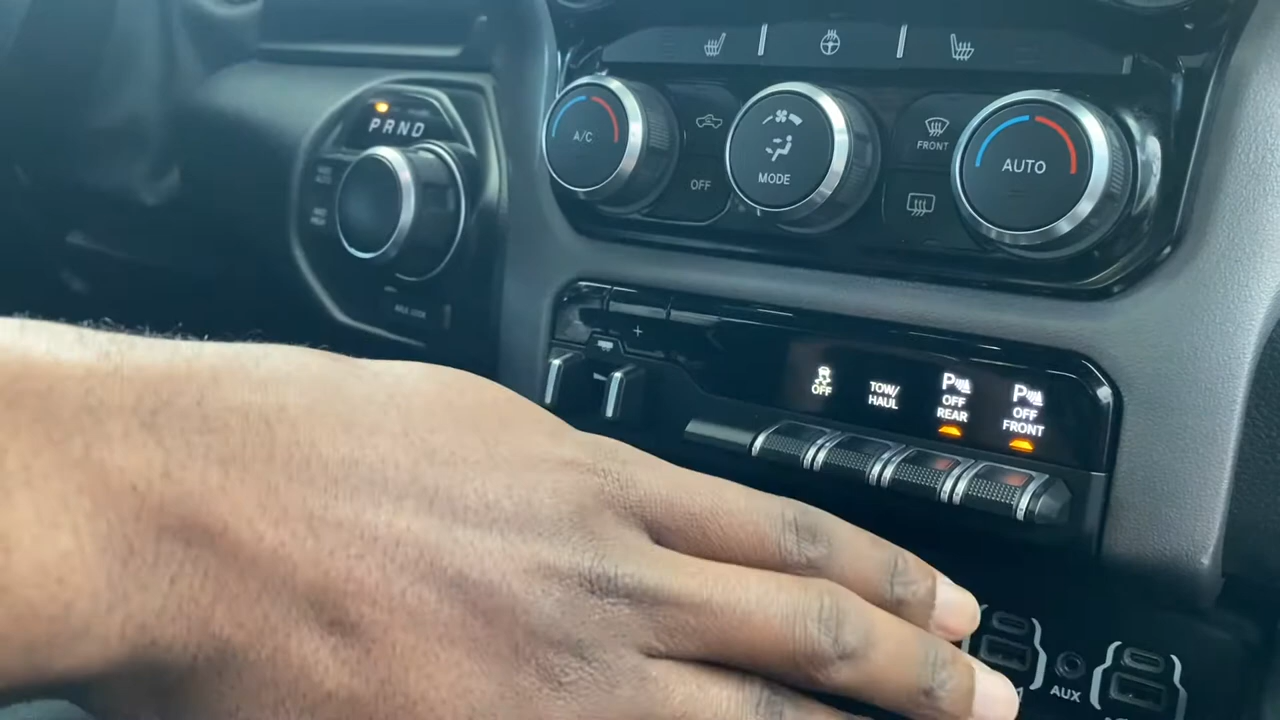 PRND
A/C
OFF
MODE
FRONT
AUTO
+
OFF
TOW/
HAUL
P
OFF
REAR
P
OFF
FRONT
AUX